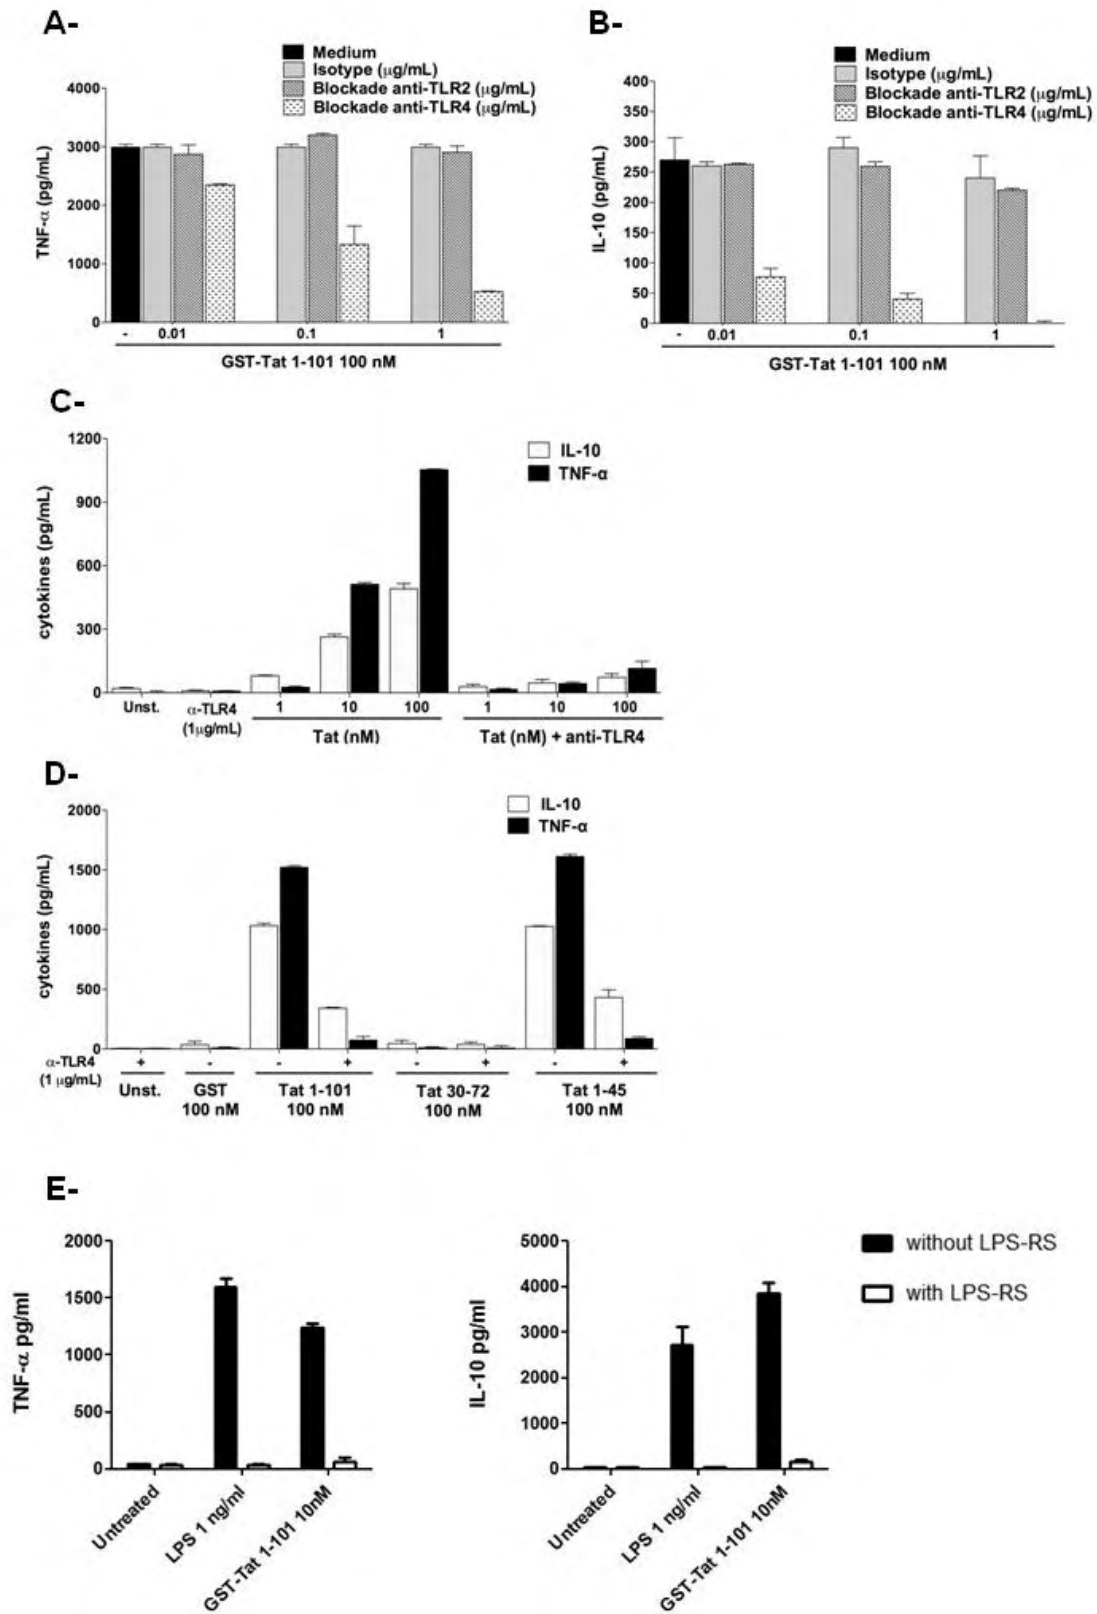 A-
Medium
Isotype (μg/mL)
Blockade anti-TLR2 (μg/mL)
Blockade anti-TLR4 (μg/mL)
TNF-α (pg/mL)
4000
3000
2000
1000
0
- 0.01 0.1 1
GST-Tat 1-101 100 nM
B-
Medium
Isotype (μg/mL)
Blockade anti-TLR2 (μg/mL)
Blockade anti-TLR4 (μg/mL)
IL-10 (pg/mL)
400
350
300
250
200
150
100
50
0
- 0.01 0.1 1
GST-Tat 1-101 100 nM
C-
IL-10
TNF-α
cytokines (pg/mL)
1200
900
600
300
0
Unst. α-TLR4 1 10 100 1 10 100
(1μg/mL)
Tat (nM) Tat (nM) + anti-TLR4
D-
IL-10
TNF-α
cytokines (pg/mL)
2000
1500
1000
500
0
α-TLR4 + - - + - + - +
(1 μg/mL)
Unst. GST Tat 1-101 Tat 30-72 Tat 1-45
100 nM 100 nM 100 nM 100 nM
E-
TNF-α pg/ml
2000
1500
1000
500
0
Untreated
LPS 1 ng/ml
GST-Tat 1-101 10nM
IL-10 pg/ml
5000
4000
3000
2000
1000
0
Untreated
LPS 1 ng/ml
GST-Tat 1-101 10nM
without LPS-RS
with LPS-RS